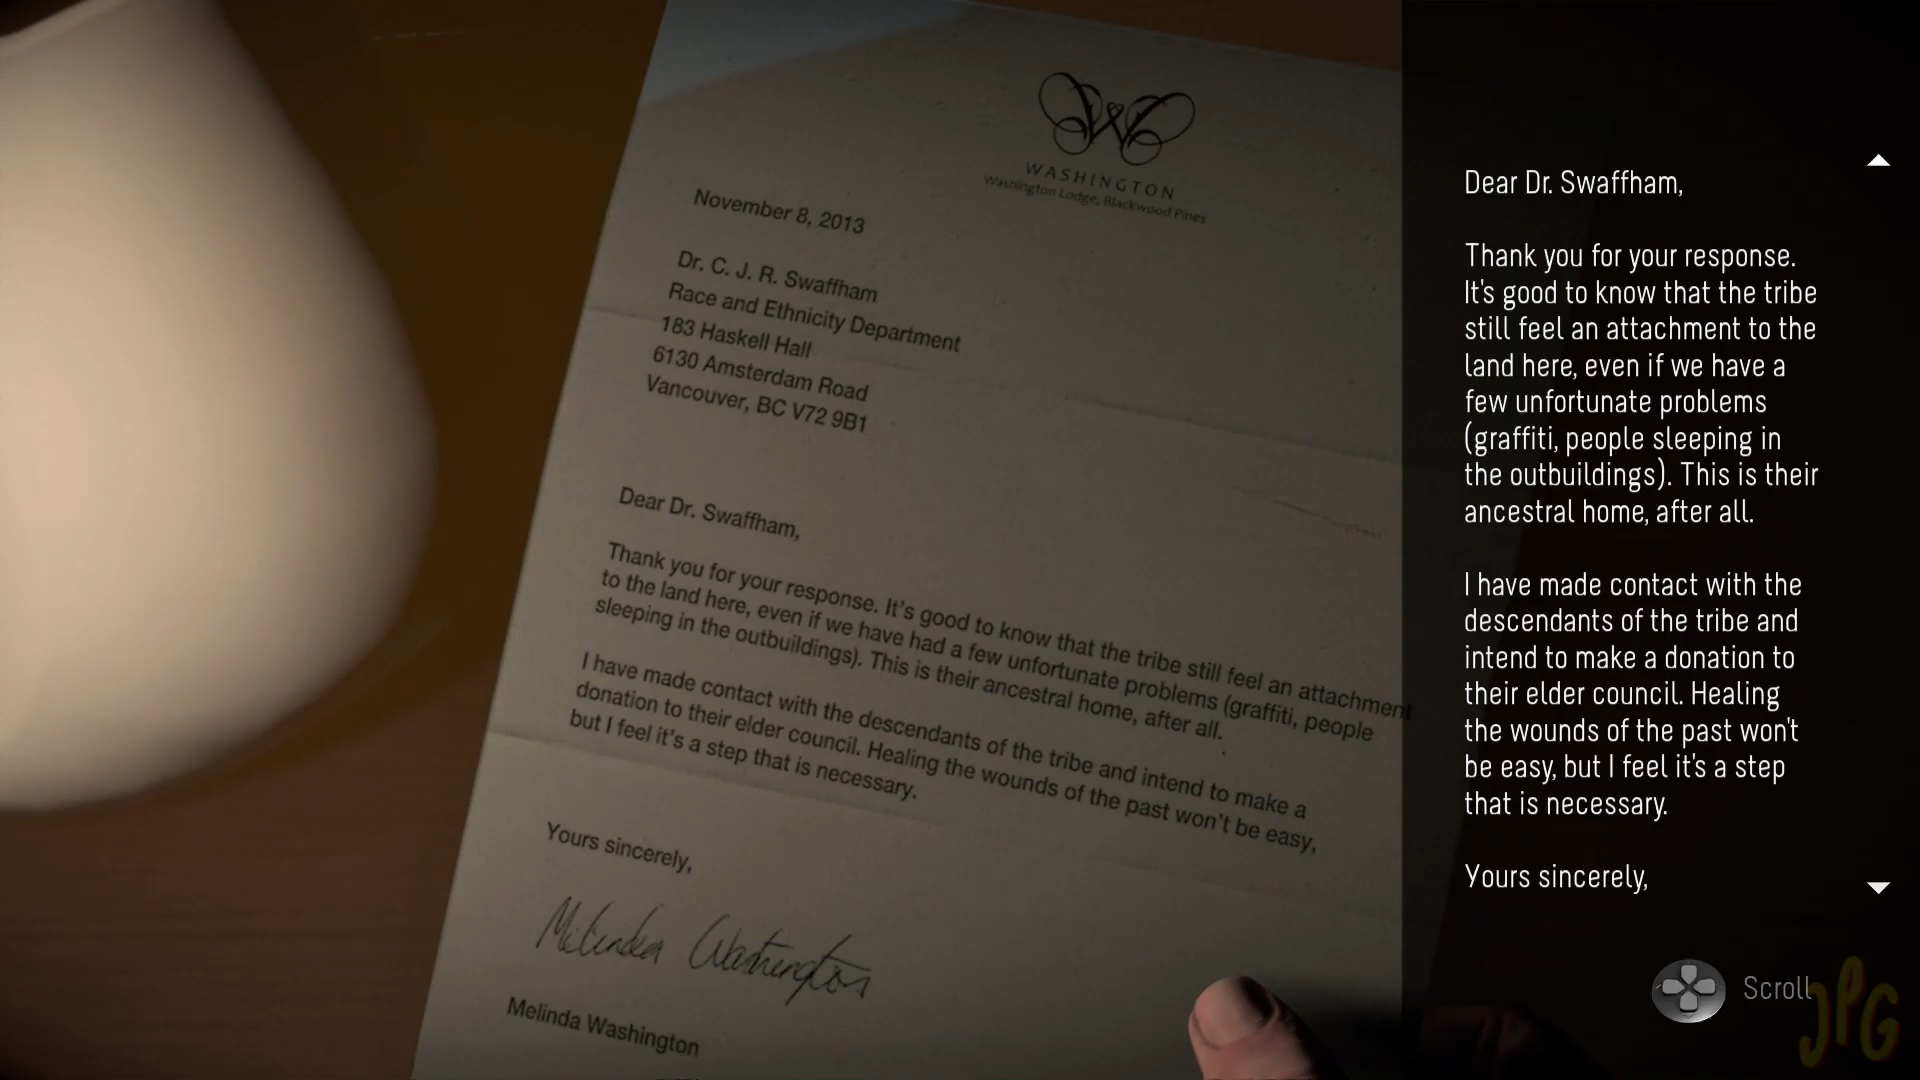 W
WASHINGTON
Washington Lodge, Blackwood Pines
November 8, 2013
Dr. C. J. R. Swaffham
Race and Ethnicity Department
183 Haskell Hall
6130 Amsterdam Road
Vancouver, BC V72 9B1
Dear Dr. Swaffham,
Thank you for your response. It's good to know that the tribe still feel an attachment
to the land here, even if we have had a few unfortunate problems (graffiti, people
sleeping in the outbuildings). This is their ancestral home, after all.
I have made contact with the descendants of the tribe and intend to make a
donation to their elder council. Healing the wounds of the past won't be easy,
but I feel it's a step that is necessary.
Yours sincerely,
Melinda Washington
Melinda Washington
Dear Dr. Swaffham,
Thank you for your response.
It's good to know that the tribe
still feel an attachment to the
land here, even if we have a
few unfortunate problems
(graffiti, people sleeping in
the outbuildings). This is their
ancestral home, after all.
I have made contact with the
descendants of the tribe and
intend to make a donation to
their elder council. Healing
the wounds of the past won't
be easy, but I feel it's a step
that is necessary.
Yours sincerely,
Scroll
JPG